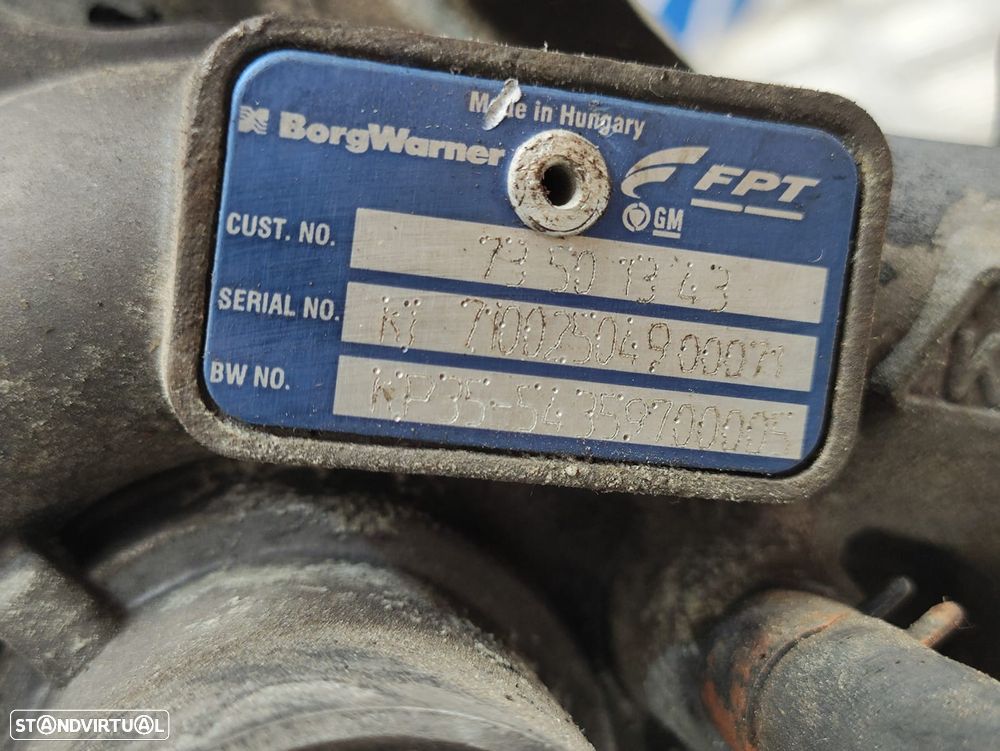 Made in Hungary
BorgWarner
FPT
GM
CUST. NO. 73 50 13 43
SERIAL NO. KJ 71002504900071
BW NO. KP35-54359700005
STANDVIRTUAL